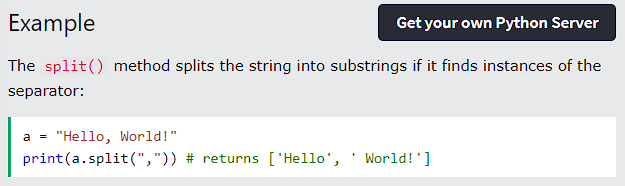 Example
Get your own Python Server
The split() method splits the string into substrings if it finds instances of the
separator:
a = "Hello, World!"
print(a.split(",")) # returns ['Hello', ' World!']